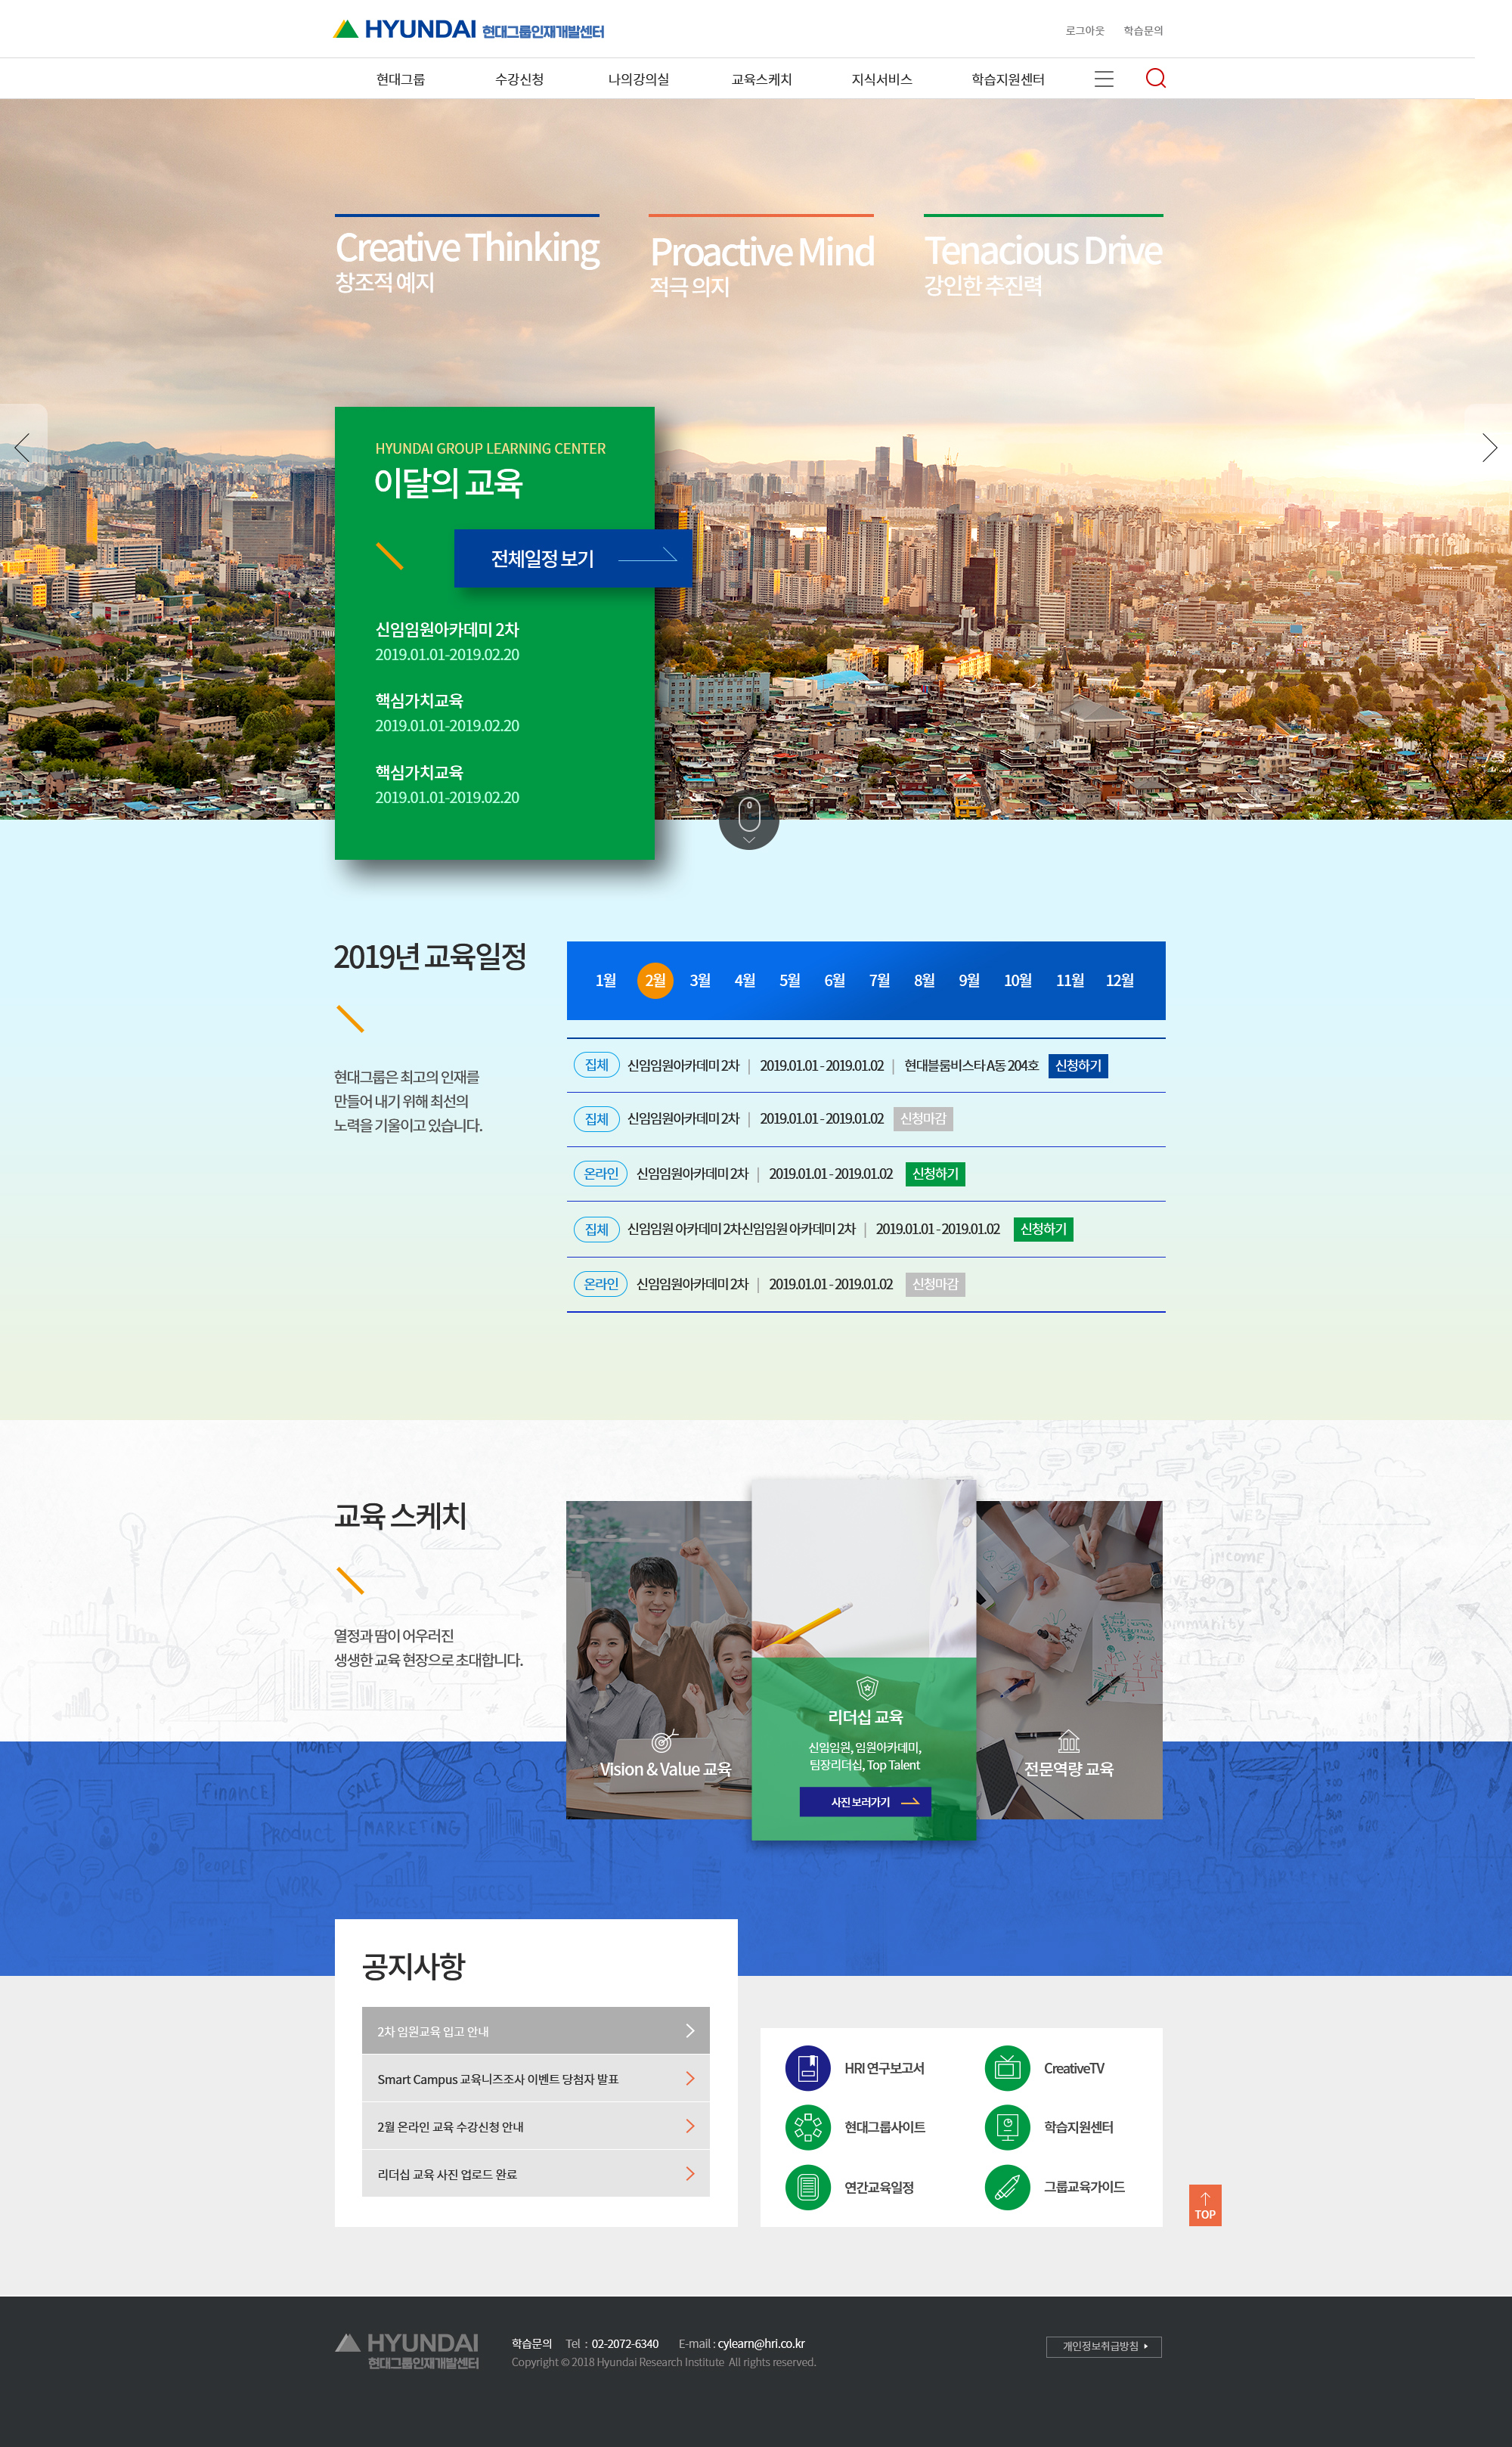 HYUNDAI 현대그룹인재개발센터
로그아웃 학습문의
현대그룹 수강신청 나의강의실 교육스케치 지식서비스 학습지원센터
Creative Thinking
창조적 예지
Proactive Mind
적극 의지
Tenacious Drive
강인한 추진력
HYUNDAI GROUP LEARNING CENTER
이달의 교육
전체일정 보기
신임임원아카데미 2차
2019.01.01-2019.02.20
핵심가치교육
2019.01.01-2019.02.20
핵심가치교육
2019.01.01-2019.02.20
2019년 교육일정
현대그룹은 최고의 인재를
만들어 내기 위해 최선의
노력을 기울이고 있습니다.
1월 2월 3월 4월 5월 6월 7월 8월 9월 10월 11월 12월
집체 신임임원아카데미 2차 | 2019.01.01 - 2019.01.02 | 현대블룸비스타 A동 204호 신청하기
집체 신임임원아카데미 2차 | 2019.01.01 - 2019.01.02 신청마감
온라인 신임임원아카데미 2차 | 2019.01.01 - 2019.01.02 신청하기
집체 신임임원 아카데미 2차신임임원 아카데미 2차 | 2019.01.01 - 2019.01.02 신청하기
온라인 신임임원아카데미 2차 | 2019.01.01 - 2019.01.02 신청마감
교육 스케치
열정과 땀이 어우러진
생생한 교육 현장으로 초대합니다.
Vision & Value 교육
리더십 교육
신임임원, 임원아카데미,
팀장리더십, Top Talent
사진 보러가기
전문역량 교육
WEB
INCOME
MONEY
finance
Product
MARKETING
People
WEB
WORK
Process
SUCCESS
MARKETING
공지사항
2차 임원교육 입고 안내
Smart Campus 교육니즈조사 이벤트 당첨자 발표
2월 온라인 교육 수강신청 안내
리더십 교육 사진 업로드 완료
HRI 연구보고서
CreativeTV
현대그룹사이트
학습지원센터
연간교육일정
그룹교육가이드
TOP
HYUNDAI
현대그룹인재개발센터
학습문의 Tel : 02-2072-6340 E-mail : cylearn@hri.co.kr
Copyright © 2018 Hyundai Research Institute All rights reserved.
개인정보취급방침